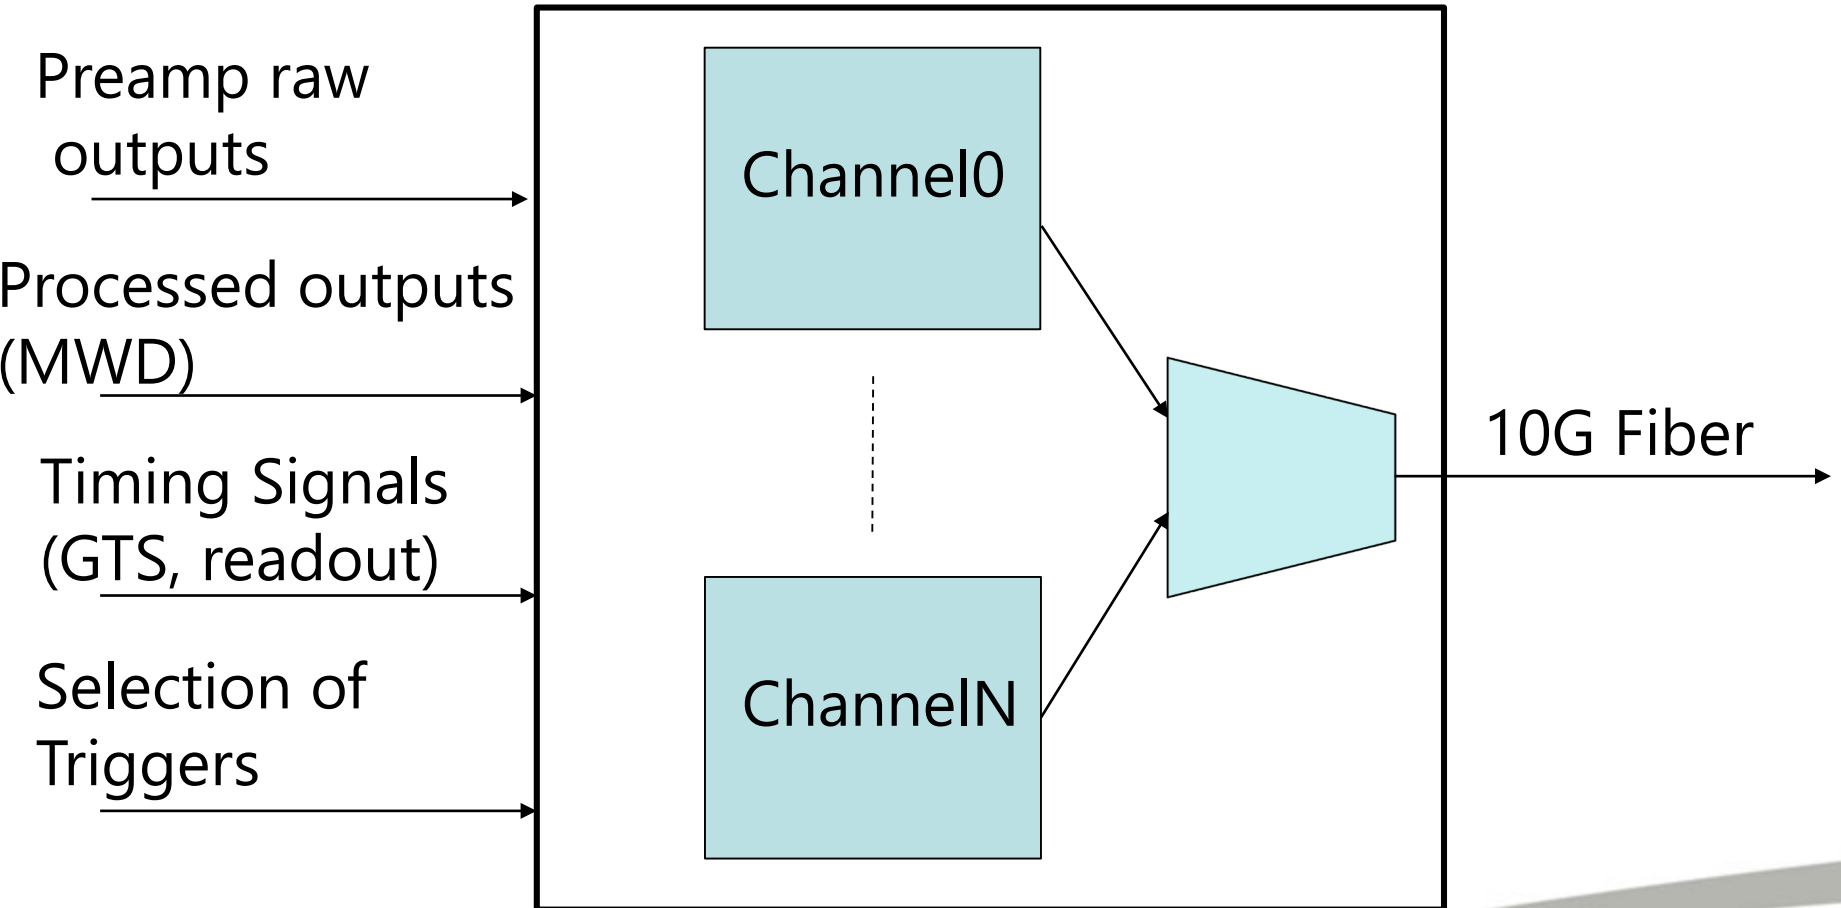 Preamp raw
outputs
Processed outputs
(MWD)
Timing Signals
(GTS, readout)
Selection of
Triggers
Channel0
ChannelN
10G Fiber